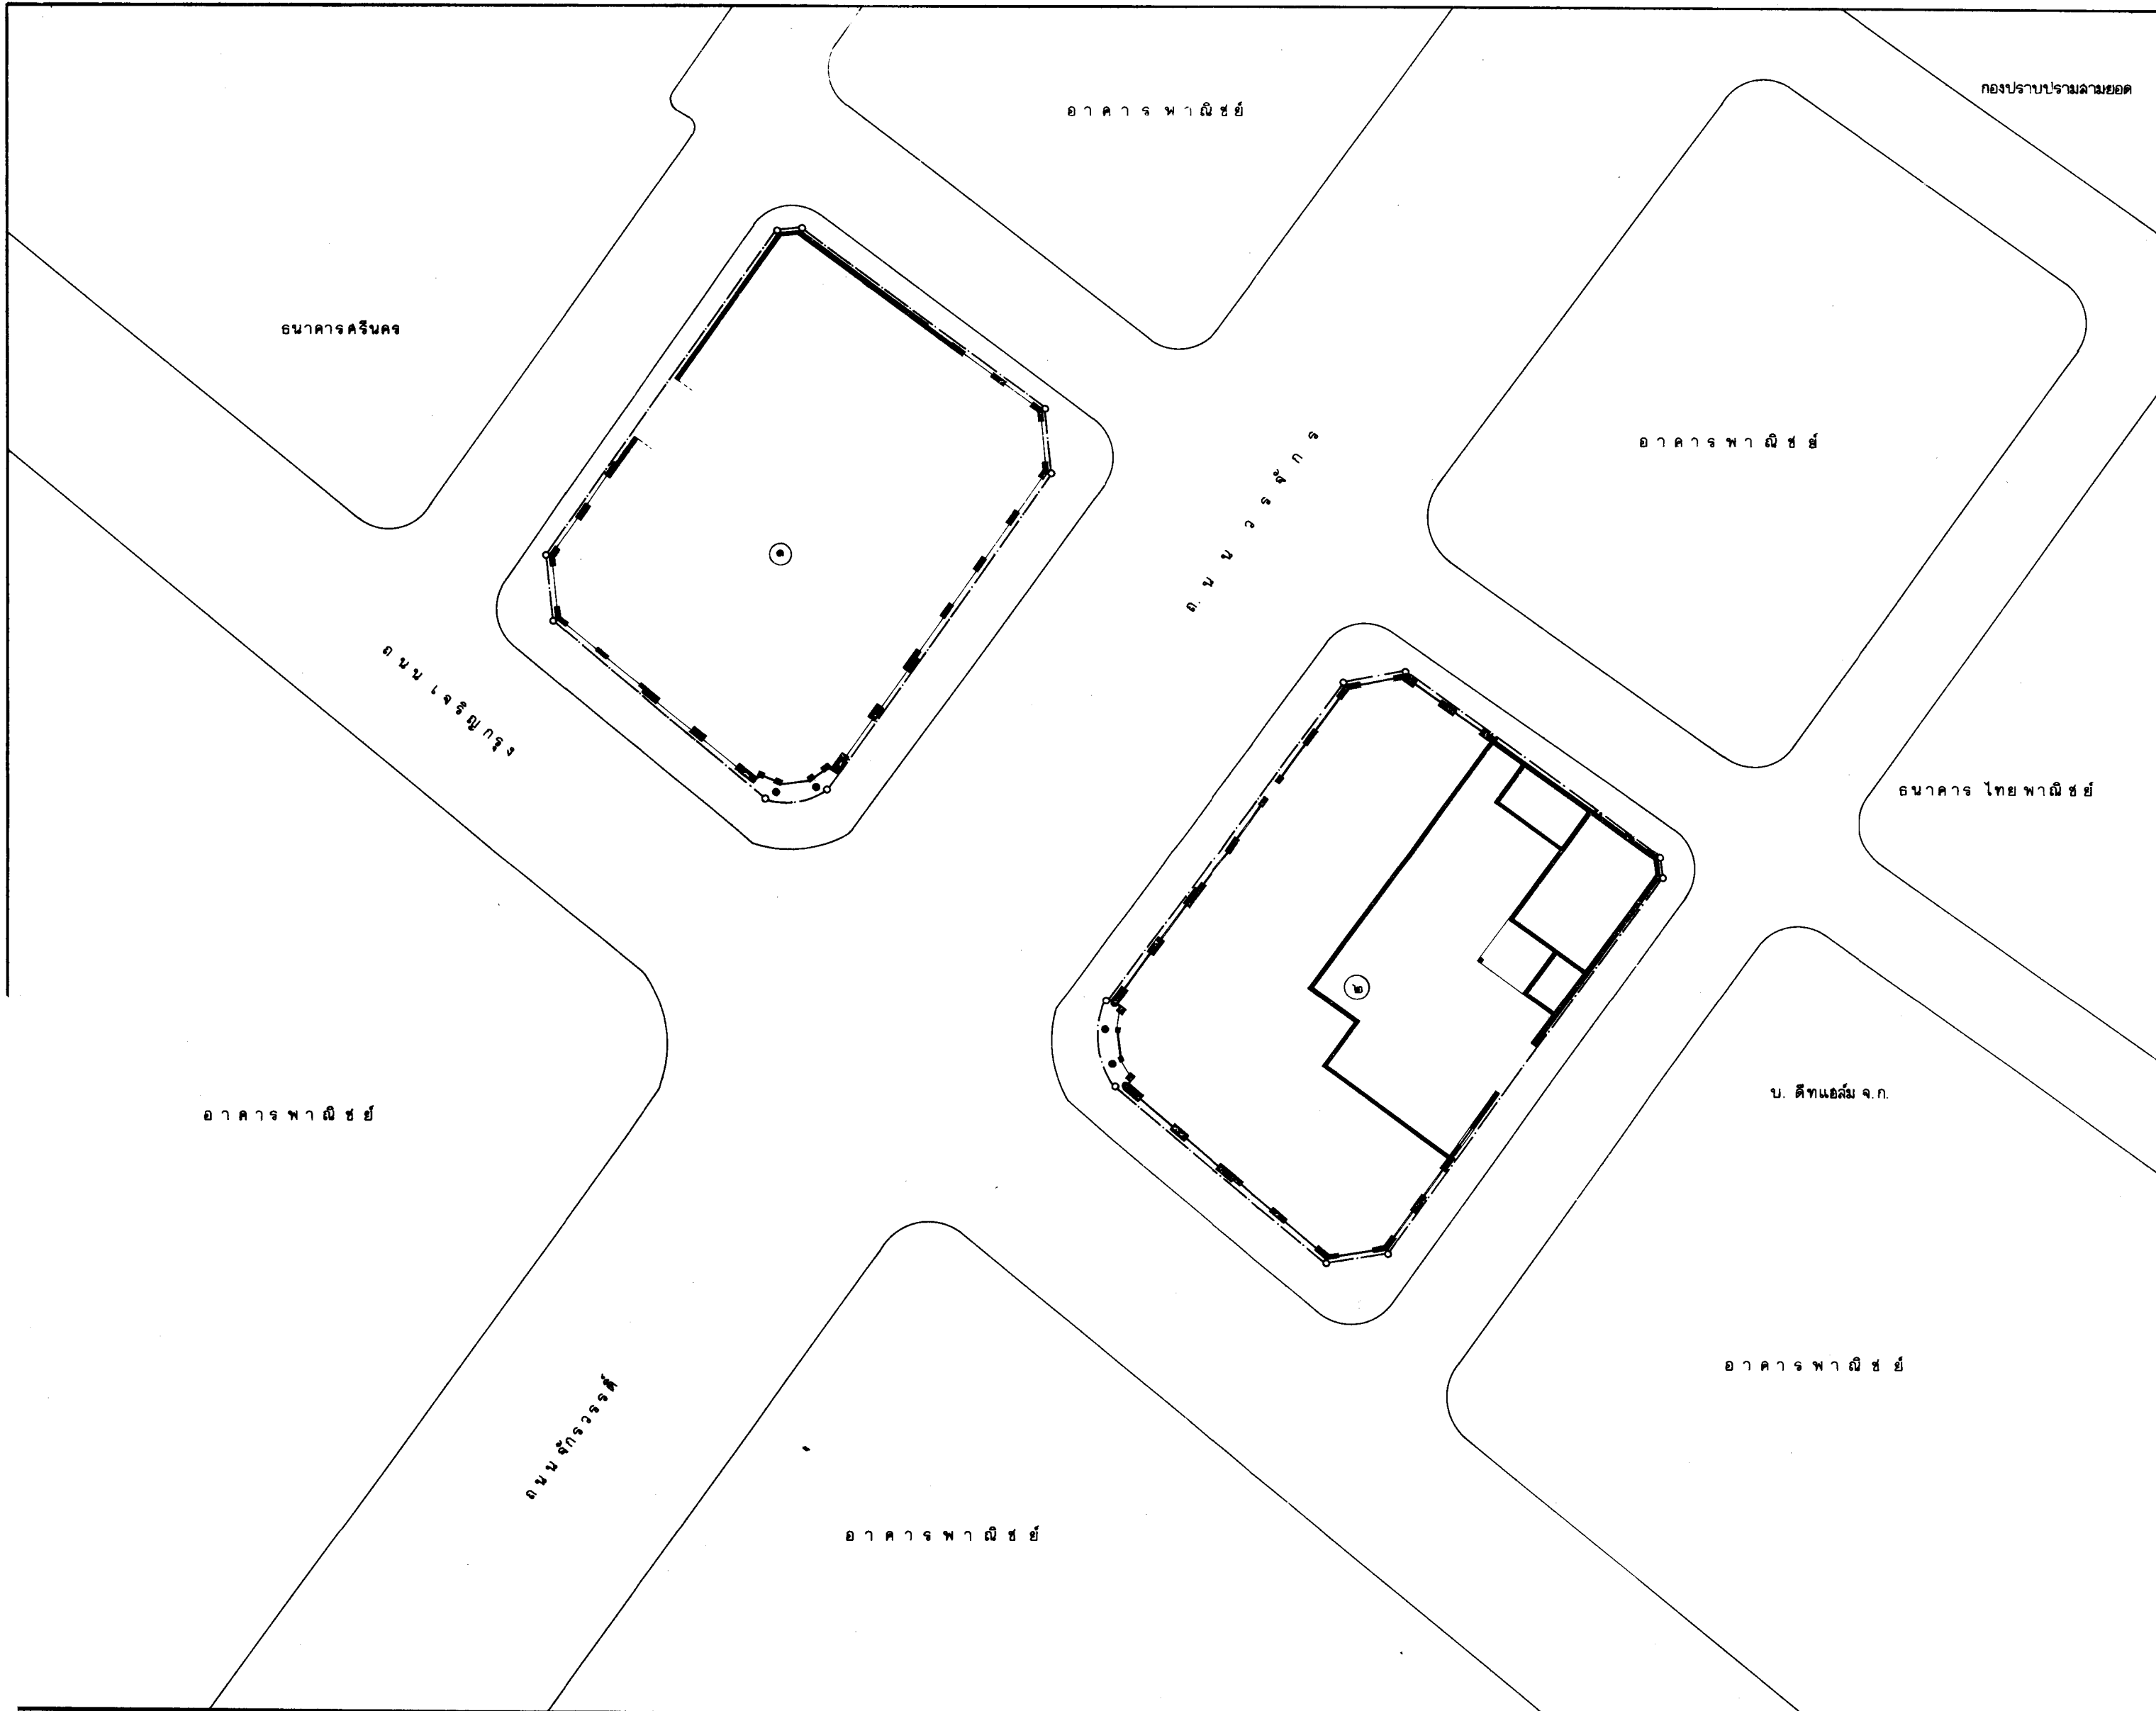 กองปราบปรามสามยอด
อาคารพาณิชย์
ธนาคารศรีนคร
อาคารพาณิชย์
ถ.นนวรจักร
๑
ถนนเจริญกรุง
ธนาคาร ไทยพาณิชย์
๒
บ. ดีทแฮล์ม จ.ก.
อาคารพาณิชย์
อาคารพาณิชย์
ถนนจักรวรรดิ์
อาคารพาณิชย์